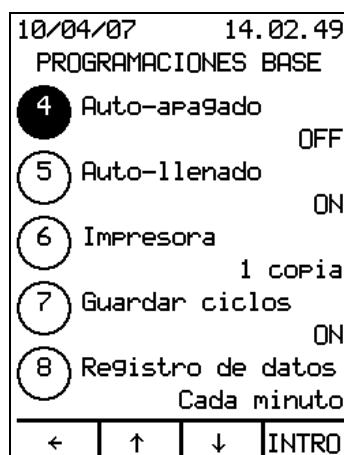 10/04/07 14.02.49
PROGRAMACIONES BASE
4 Auto-apagado
OFF
5 Auto-llenado
ON
6 Impresora
1 copia
7 Guardar ciclos
ON
8 Registro de datos
Cada minuto
← ↑ ↓ INTRO